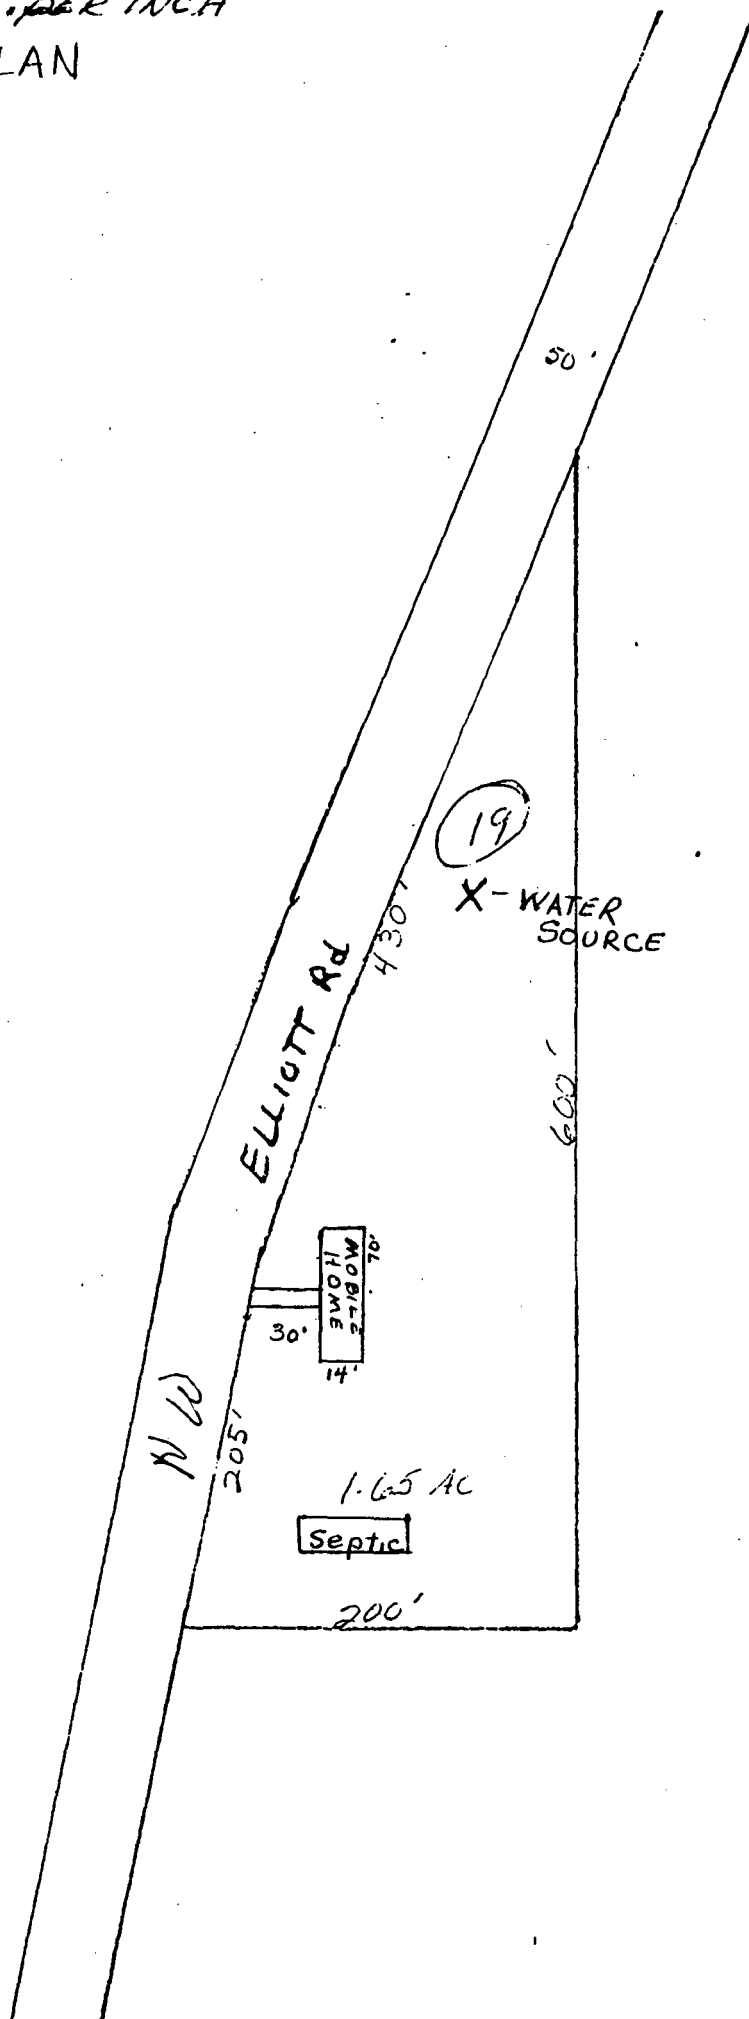 PER INCH
LAN
50'
19
X-WATER
SOURCE
430'
ELLIOTT Rd
600'
MOBILE
HOME
70'
30'
14'
NW
205'
1.65 AC
Septic
200'